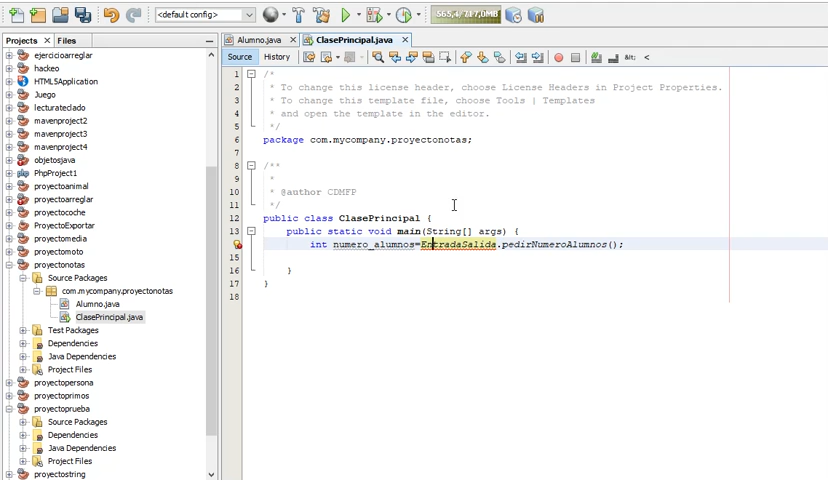 <default config>
565,4/717,0MB
Projects
Files
Alumno.java
ClasePrincipal.java
Source
History
ejercicioarreglar
hackeo
HTML5Application
Juego
lecturateclado
mavenproject2
mavenproject3
mavenproject4
objetosjava
PhpProject1
proyectoanimal
proyectoarreglar
proyectocoche
ProyectoExportar
proyectomedia
proyectomoto
proyectonotas
Source Packages
com.mycompany.proyectonotas
Alumno.java
ClasePrincipal.java
Test Packages
Dependencies
Java Dependencies
Project Files
proyectopersona
proyectoprimos
proyectoprueba
Source Packages
Dependencies
Java Dependencies
Project Files
proyectostring
1 /*
2 * To change this license header, choose License Headers in Project Properties.
3 * To change this template file, choose Tools | Templates
4 * and open the template in the editor.
5 */
6 package com.mycompany.proyectonotas;
7
8 /**
9 *
10 * @author CDMFP
11 */
12 public class ClasePrincipal {
13 public static void main(String[] args) {
int numero_alumnos=EntradaSalida.pedirNumeroAlumnos();
15
16 }
17 }
18